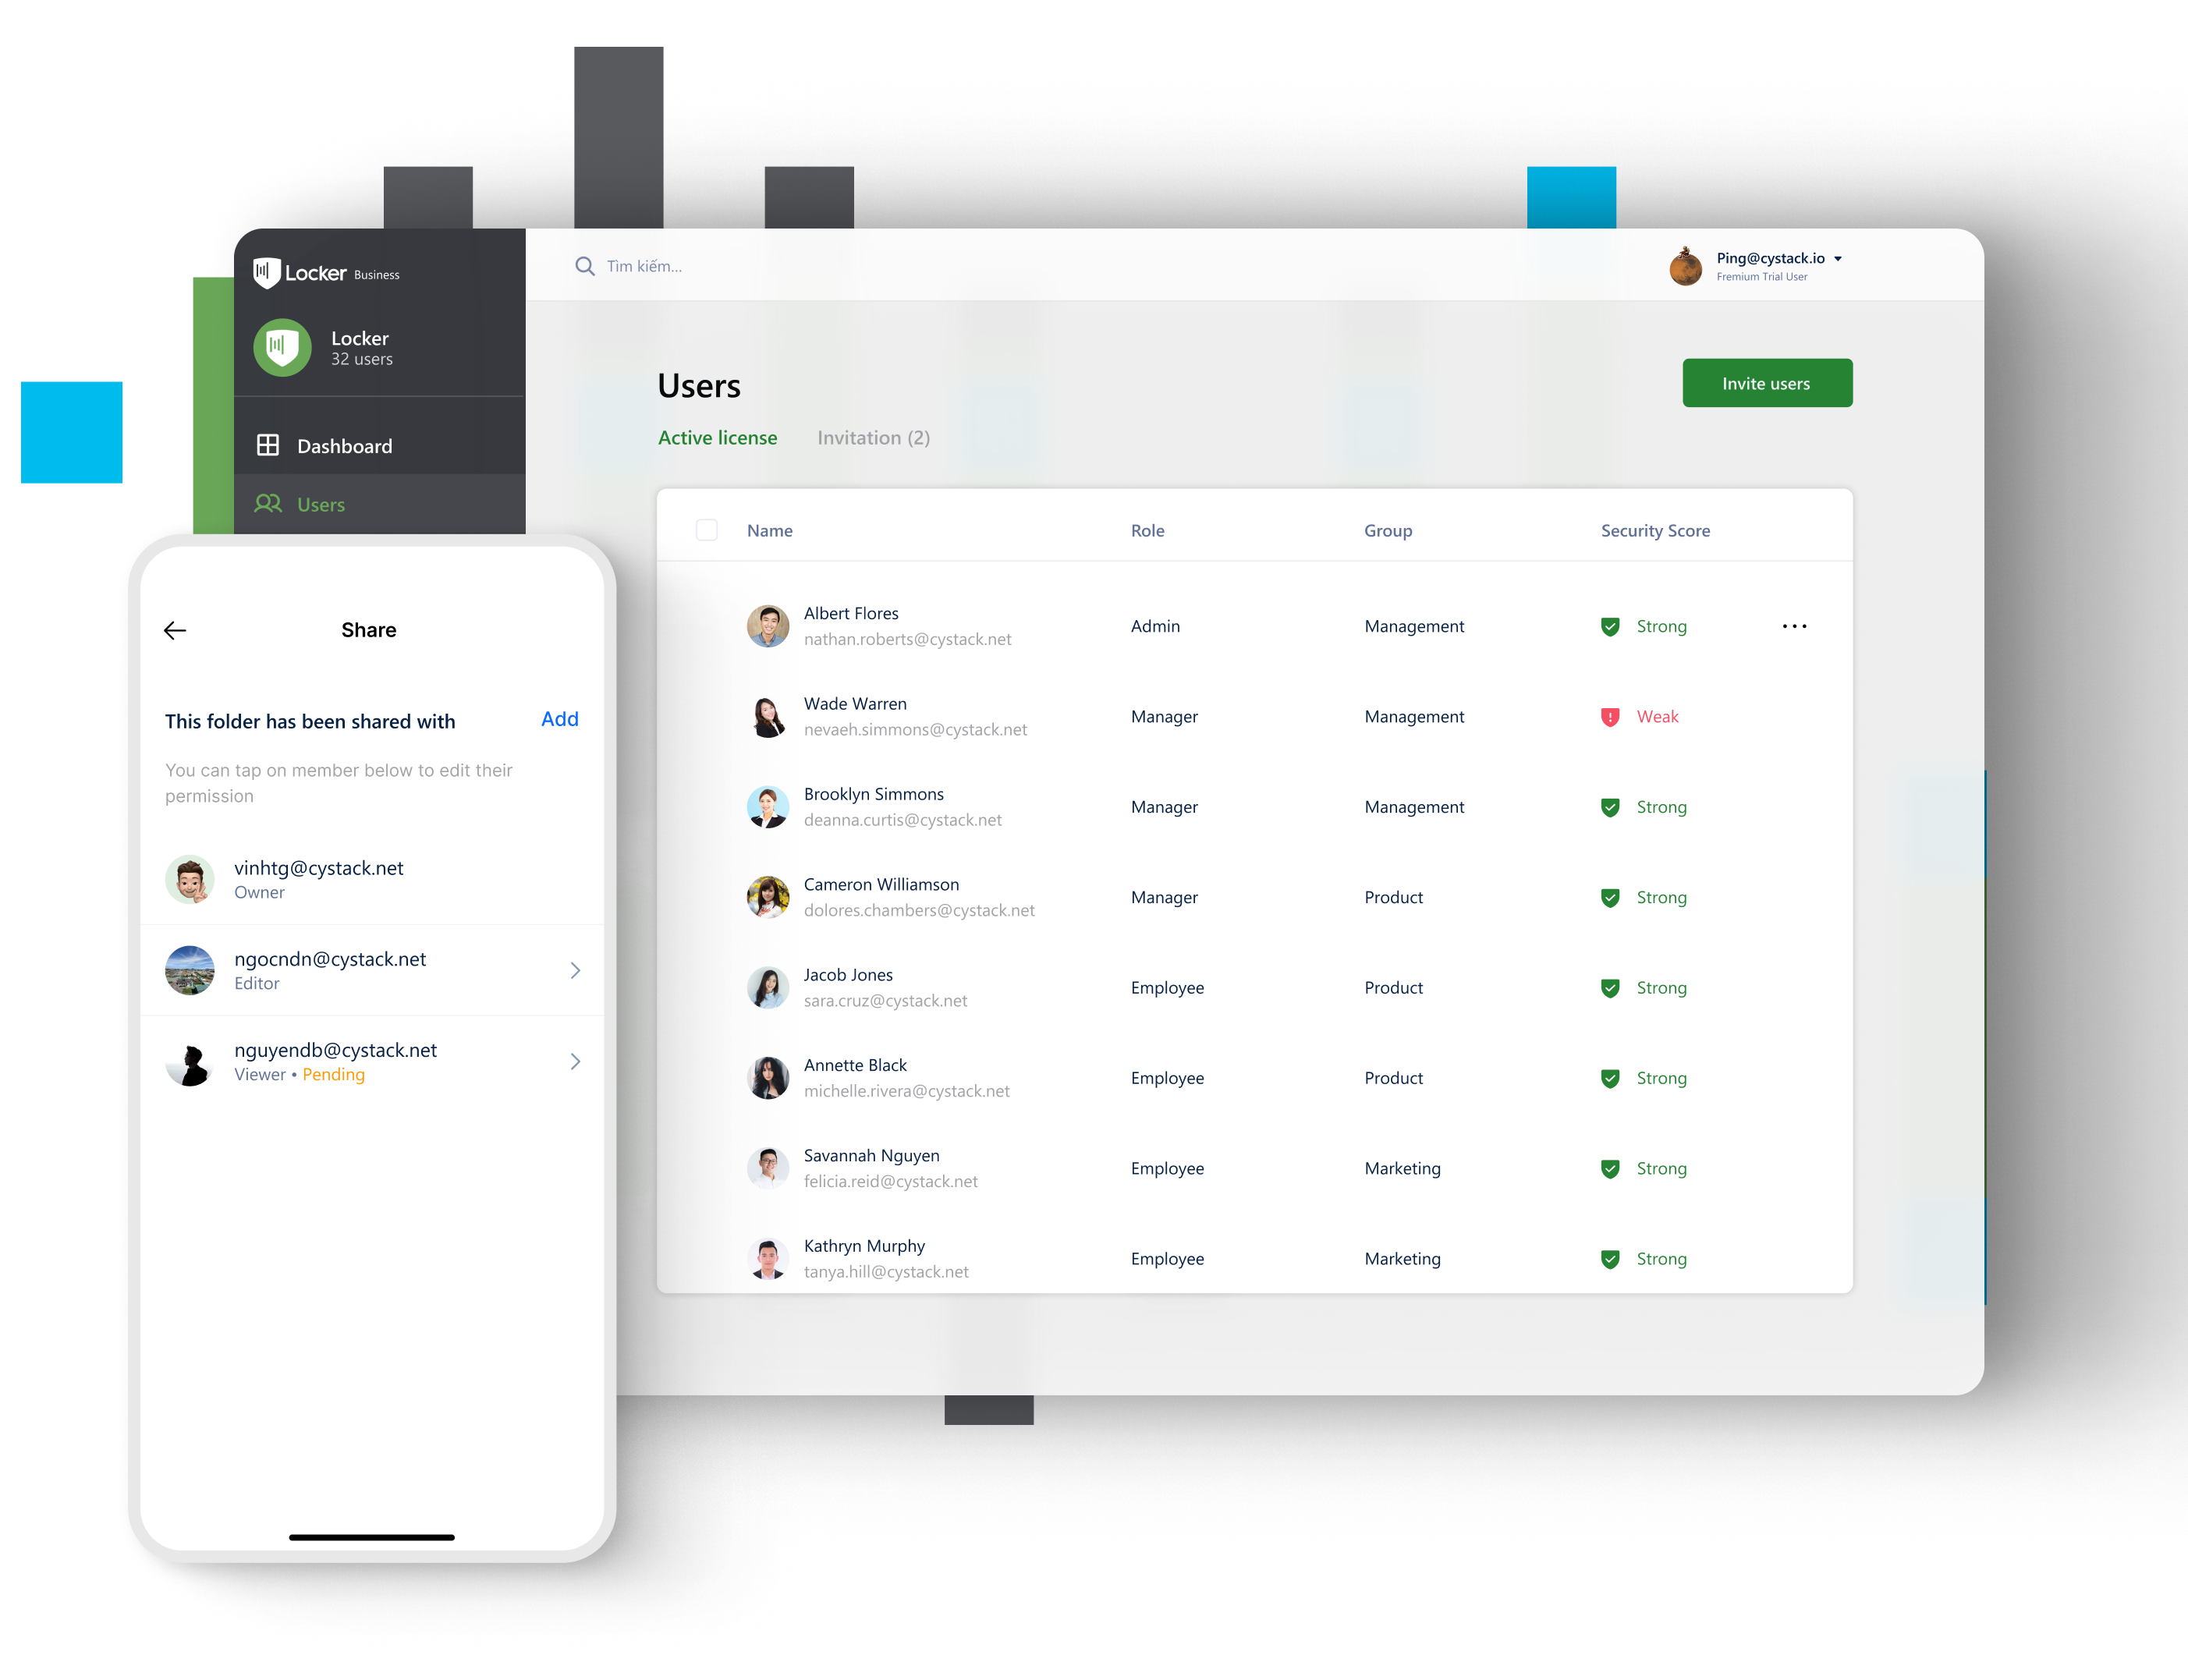 Locker Business
Tìm kiếm...
Ping@cystack.io
Fremium Trial User
Locker
32 users
Dashboard
Users
Users
Invite users
Active license Invitation (2)
Name Role Group Security Score
Albert Flores
nathan.roberts@cystack.net
Admin Management Strong
Wade Warren
nevaeh.simmons@cystack.net
Manager Management Weak
Brooklyn Simmons
deanna.curtis@cystack.net
Manager Management Strong
Cameron Williamson
dolores.chambers@cystack.net
Manager Product Strong
Jacob Jones
sara.cruz@cystack.net
Employee Product Strong
Annette Black
michelle.rivera@cystack.net
Employee Product Strong
Savannah Nguyen
felicia.reid@cystack.net
Employee Marketing Strong
Kathryn Murphy
tanya.hill@cystack.net
Employee Marketing Strong
Share
This folder has been shared with Add
You can tap on member below to edit their
permission
vinhtg@cystack.net
Owner
ngocndn@cystack.net
Editor
nguyendb@cystack.net
Viewer • Pending